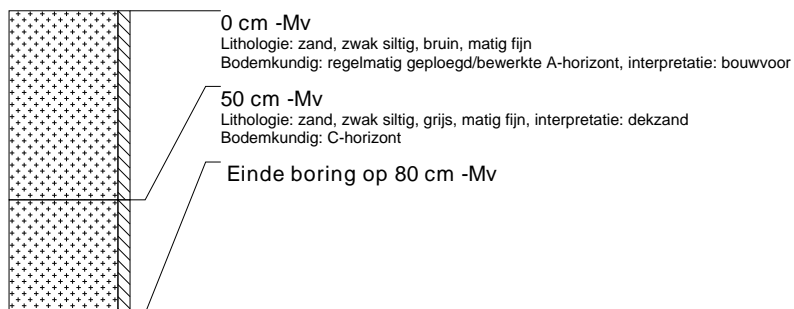 0 cm -Mv
Lithologie: zand, zwak siltig, bruin, matig fijn
Bodemkundig: regelmatig geploegd/bewerkte A-horizont, interpretatie: bouwvoor
50 cm -Mv
Lithologie: zand, zwak siltig, grijs, matig fijn, interpretatie: dekzand
Bodemkundig: C-horizont
Einde boring op 80 cm -Mv